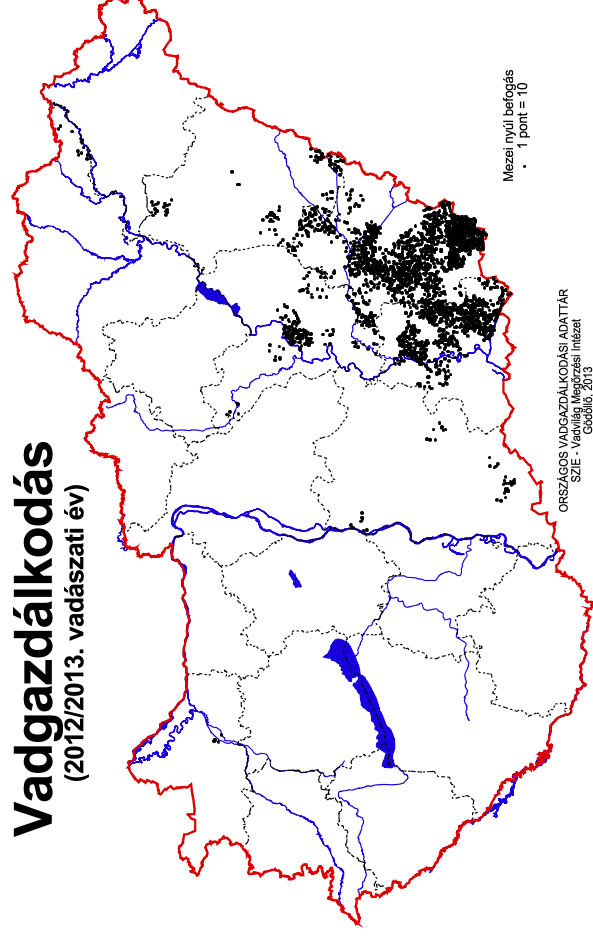 Vadgazdálkodás
(2012/2013. vadászati év)
Mezei nyúl befogás
• 1 pont = 10
ORSZÁGOS VADGAZDÁLKODÁSI ADATTÁR
SZIE - Vadvilág Megőrzési Intézet
Gödöllő, 2013